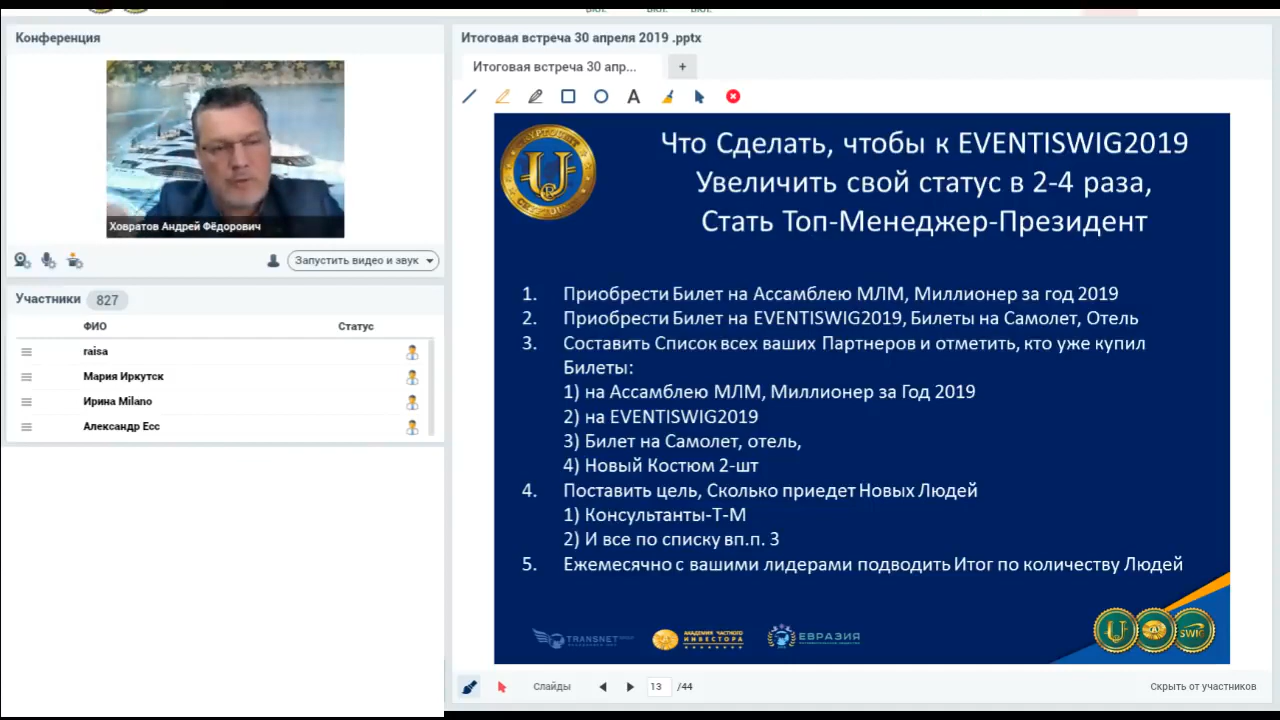 вкл.
вкл.
вкл.
Конференция
Ховратов Андрей Фёдорович
Запустить видео и звук
Участники 827
ФИО Статус
raisa
Мария Иркутск
Ирина Milano
Александр Есс
Итоговая встреча 30 апреля 2019 .pptx
Итоговая встреча 30 апр... +
A
Что Сделать, чтобы к EVENTISWIG2019
Увеличить свой статус в 2-4 раза,
Стать Топ-Менеджер-Президент
1. Приобрести Билет на Ассамблею МЛМ, Миллионер за год 2019
2. Приобрести Билет на EVENTISWIG2019, Билеты на Самолет, Отель
3. Составить Список всех ваших Партнеров и отметить, кто уже купил
Билеты:
1) на Ассамблею МЛМ, Миллионер за Год 2019
2) на EVENTISWIG2019
3) Билет на Самолет, отель,
4) Новый Костюм 2-шт
4. Поставить цель, Сколько приедет Новых Людей
1) Консультанты-Т-М
2) И все по списку вп.п. 3
5. Ежемесячно с вашими лидерами подводить Итог по количеству Людей
TRANSNET
АКАДЕМИЯ ЧАСТНОГО
ИНВЕСТОРА
ЕВРАЗИЯ
SWIG
Слайды 13 /44 Скрыть от участников